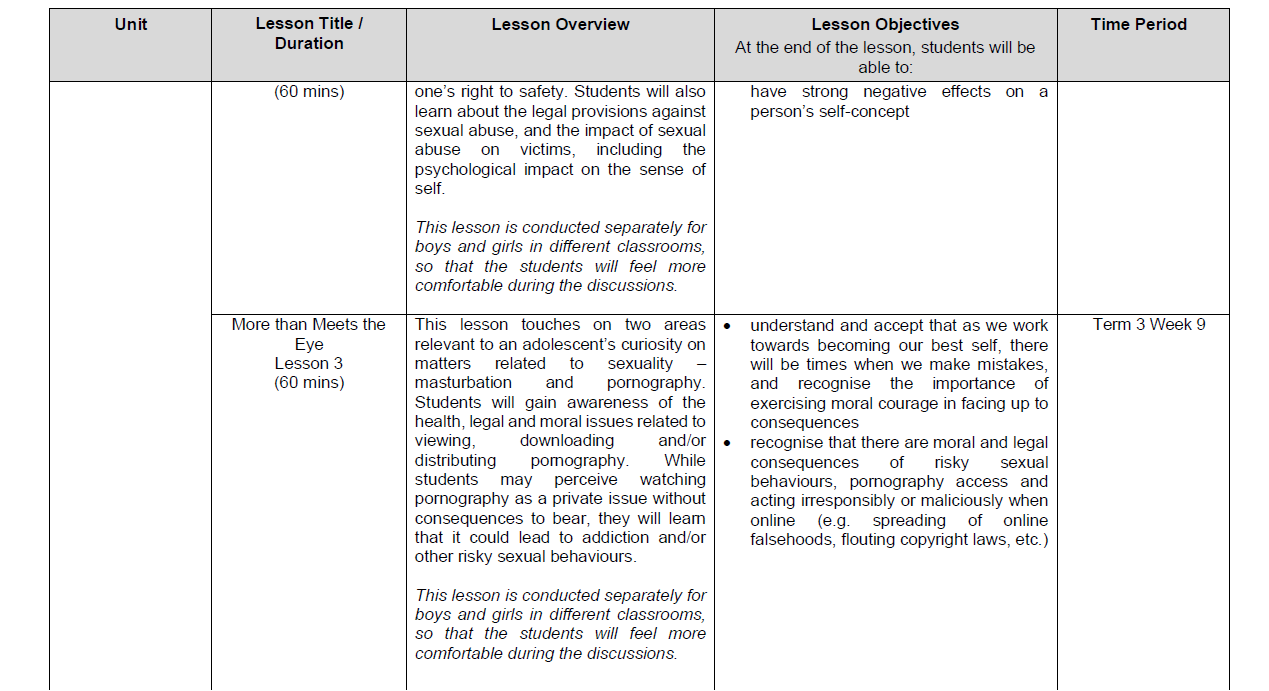 Unit
Lesson Title /
Duration
Lesson Overview
Lesson Objectives
At the end of the lesson, students will be
able to:
Time Period
(60 mins)
one's right to safety. Students will also
learn about the legal provisions against
sexual abuse, and the impact of sexual
abuse on victims, including the
psychological impact on the sense of
self.
This lesson is conducted separately for
boys and girls in different classrooms,
so that the students will feel more
comfortable during the discussions.
have strong negative effects on a
person's self-concept
More than Meets the
Eye
Lesson 3
(60 mins)
This lesson touches on two areas
relevant to an adolescent's curiosity on
matters related to sexuality –
masturbation and pornography.
Students will gain awareness of the
health, legal and moral issues related to
viewing, downloading and/or
distributing pornography. While
students may perceive watching
pornography as a private issue without
consequences to bear, they will learn
that it could lead to addiction and/or
other risky sexual behaviours.
This lesson is conducted separately for
boys and girls in different classrooms,
so that the students will feel more
comfortable during the discussions.
• understand and accept that as we work
towards becoming our best self, there
will be times when we make mistakes,
and recognise the importance of
exercising moral courage in facing up to
consequences
• recognise that there are moral and legal
consequences of risky sexual
behaviours, pornography access and
acting irresponsibly or maliciously when
online (e.g. spreading of online
falsehoods, flouting copyright laws, etc.)
Term 3 Week 9